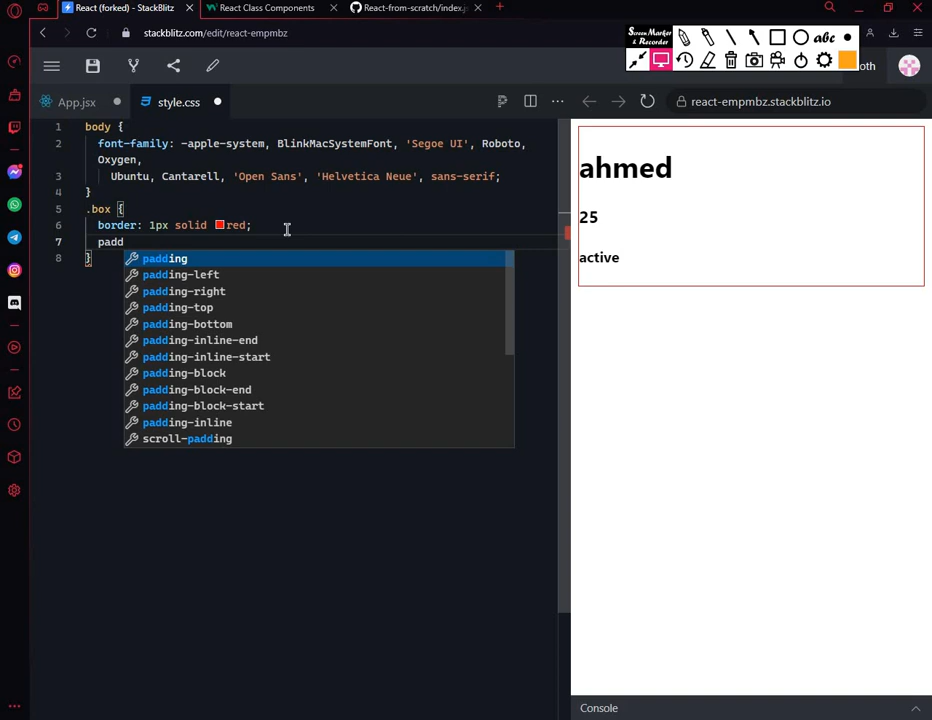 React (forked) - StackBlitz
React Class Components
React-from-scratch/index.j
stackblitz.com/edit/react-empmbz
Screen Marker
& Recorder
abc
oth
App.jsx
style.css
react-empmbz.stackblitz.io
1 body {
2 font-family: -apple-system, BlinkMacSystemFont, 'Segoe UI', Roboto,
Oxygen,
3 Ubuntu, Cantarell, 'Open Sans', 'Helvetica Neue', sans-serif;
4 }
5 .box {
6 border: 1px solid red;
7 padd
8 }
padding
padding-left
padding-right
padding-top
padding-bottom
padding-inline-end
padding-inline-start
padding-block
padding-block-end
padding-block-start
padding-inline
scroll-padding
ahmed
25
active
Console